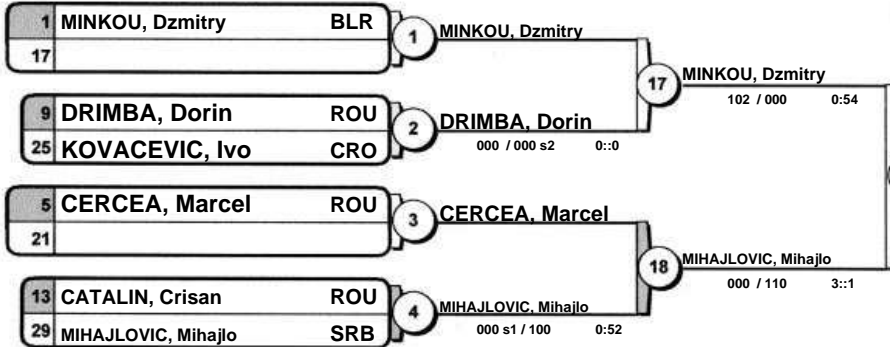 1 MINKOU, Dzmitry BLR
17
1
MINKOU, Dzmitry
9 DRIMBA, Dorin ROU
25 KOVACEVIC, Ivo CRO
2
DRIMBA, Dorin
000 / 000 s2 0::0
17
MINKOU, Dzmitry
102 / 000 0:54
5 CERCEA, Marcel ROU
21
3
CERCEA, Marcel
13 CATALIN, Crisan ROU
29 MIHAJLOVIC, Mihajlo SRB
4
MIHAJLOVIC, Mihajlo
000 s1 / 100 0:52
18
MIHAJLOVIC, Mihajlo
000 / 110 3::1